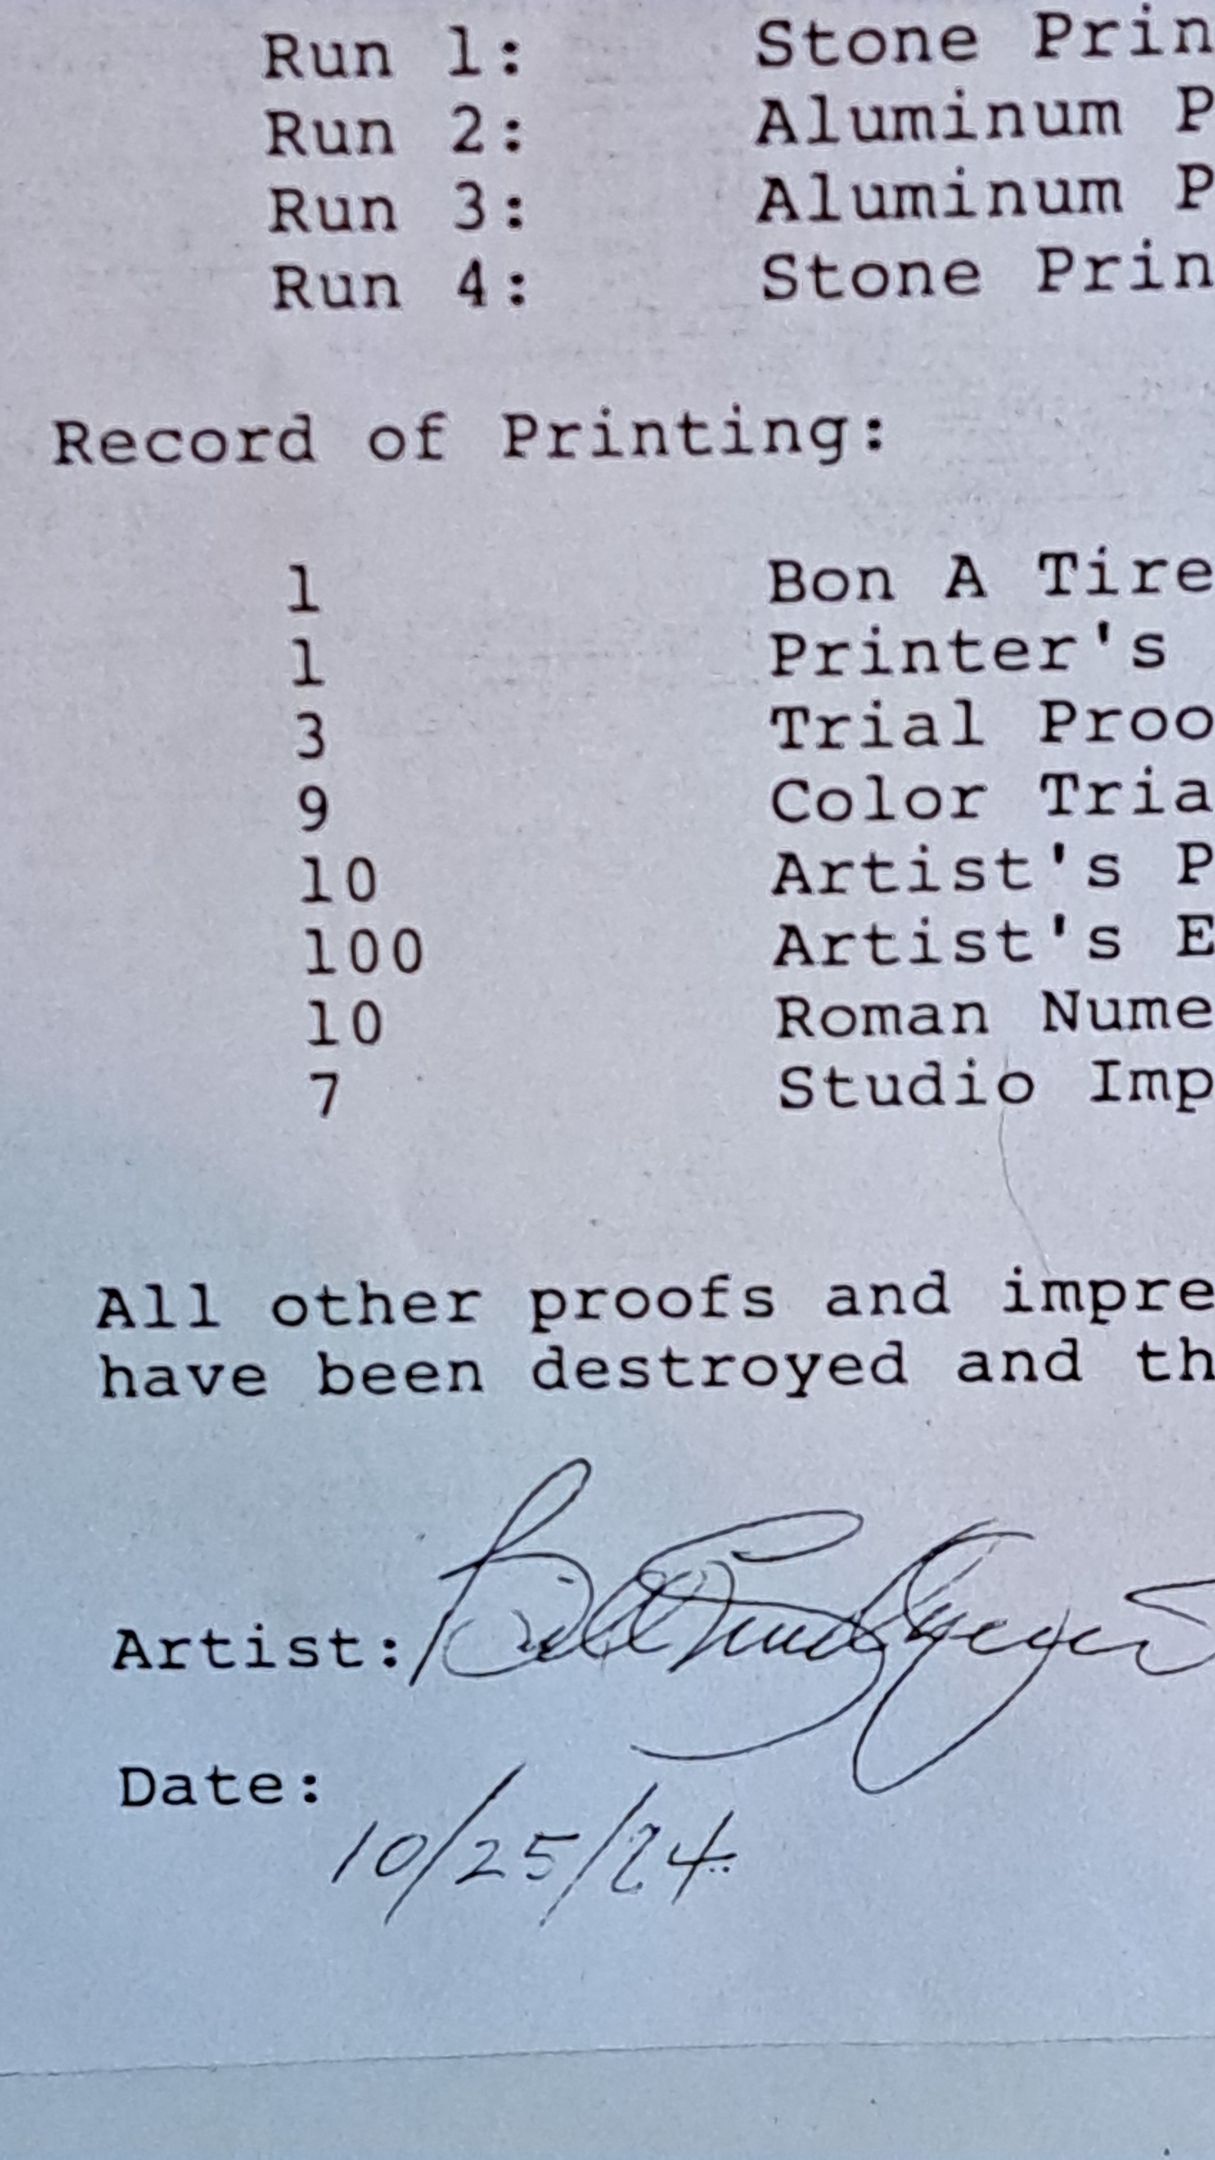 Run 1: Stone Prin
Run 2: Aluminum P
Run 3: Aluminum P
Run 4: Stone Prin
Record of Printing:
1 Bon A Tire
1 Printer's
3 Trial Proo
9 Color Tria
10 Artist's P
100 Artist's E
10 Roman Nume
7 Studio Imp
All other proofs and impre
have been destroyed and th
Artist: Bill
Date:
10/25/24